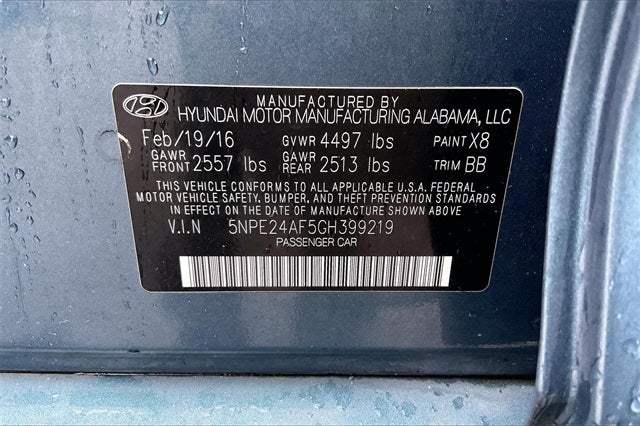 MANUFACTURED BY
HYUNDAI MOTOR MANUFACTURING ALABAMA, LLC
Feb/19/16 GVWR 4497 lbs PAINT X8
GAWR FRONT 2557 lbs GAWR REAR 2513 lbs TRIM BB
THIS VEHICLE CONFORMS TO ALL APPLICABLE U.S.A. FEDERAL
MOTOR VEHICLE SAFETY, BUMPER, AND THEFT PREVENTION STANDARDS
IN EFFECT ON THE DATE OF MANUFACTURE SHOWN ABOVE.
V.I.N 5NPE24AF5GH399219
PASSENGER CAR